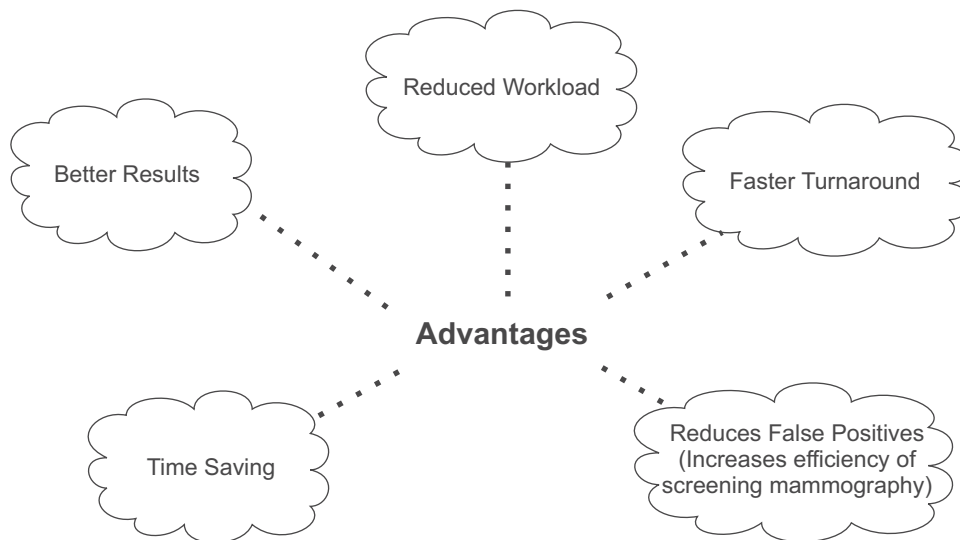 Reduced Workload
Better Results
Faster Turnaround
Advantages
Time Saving
Reduces False Positives
(Increases efficiency of
screening mammography)